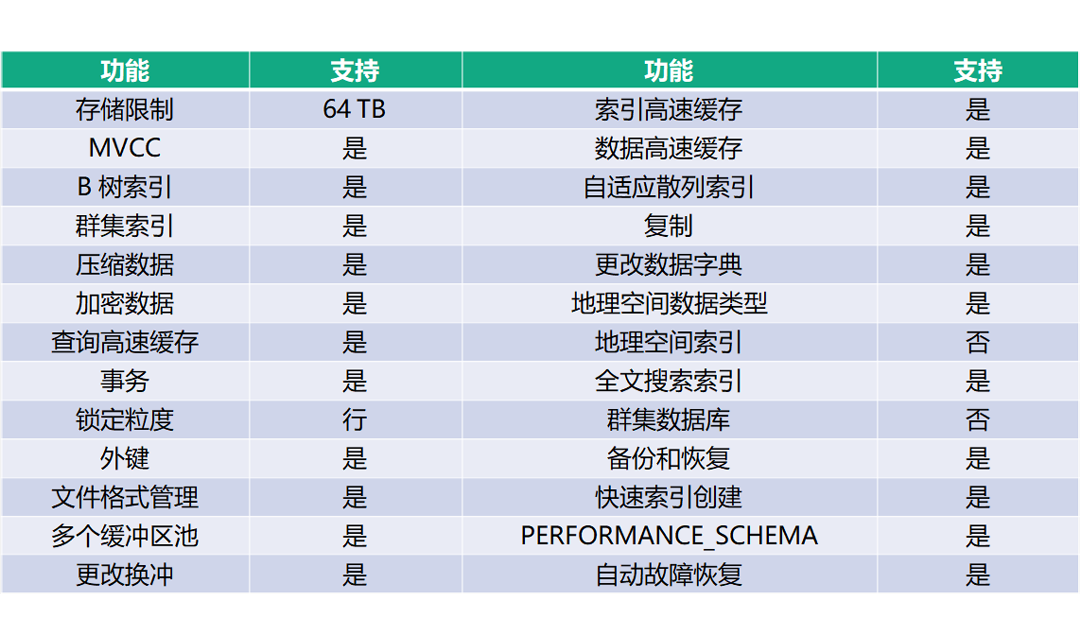 功能 支持 功能 支持
存储限制 64 TB 索引高速缓存 是
MVCC 是 数据高速缓存 是
B 树索引 是 自适应散列索引 是
群集索引 是 复制 是
压缩数据 是 更改数据字典 是
加密数据 是 地理空间数据类型 是
查询高速缓存 是 地理空间索引 否
事务 是 全文搜索索引 是
锁定粒度 行 群集数据库 否
外键 是 备份和恢复 是
文件格式管理 是 快速索引创建 是
多个缓冲区池 是 PERFORMANCE_SCHEMA 是
更改换冲 是 自动故障恢复 是